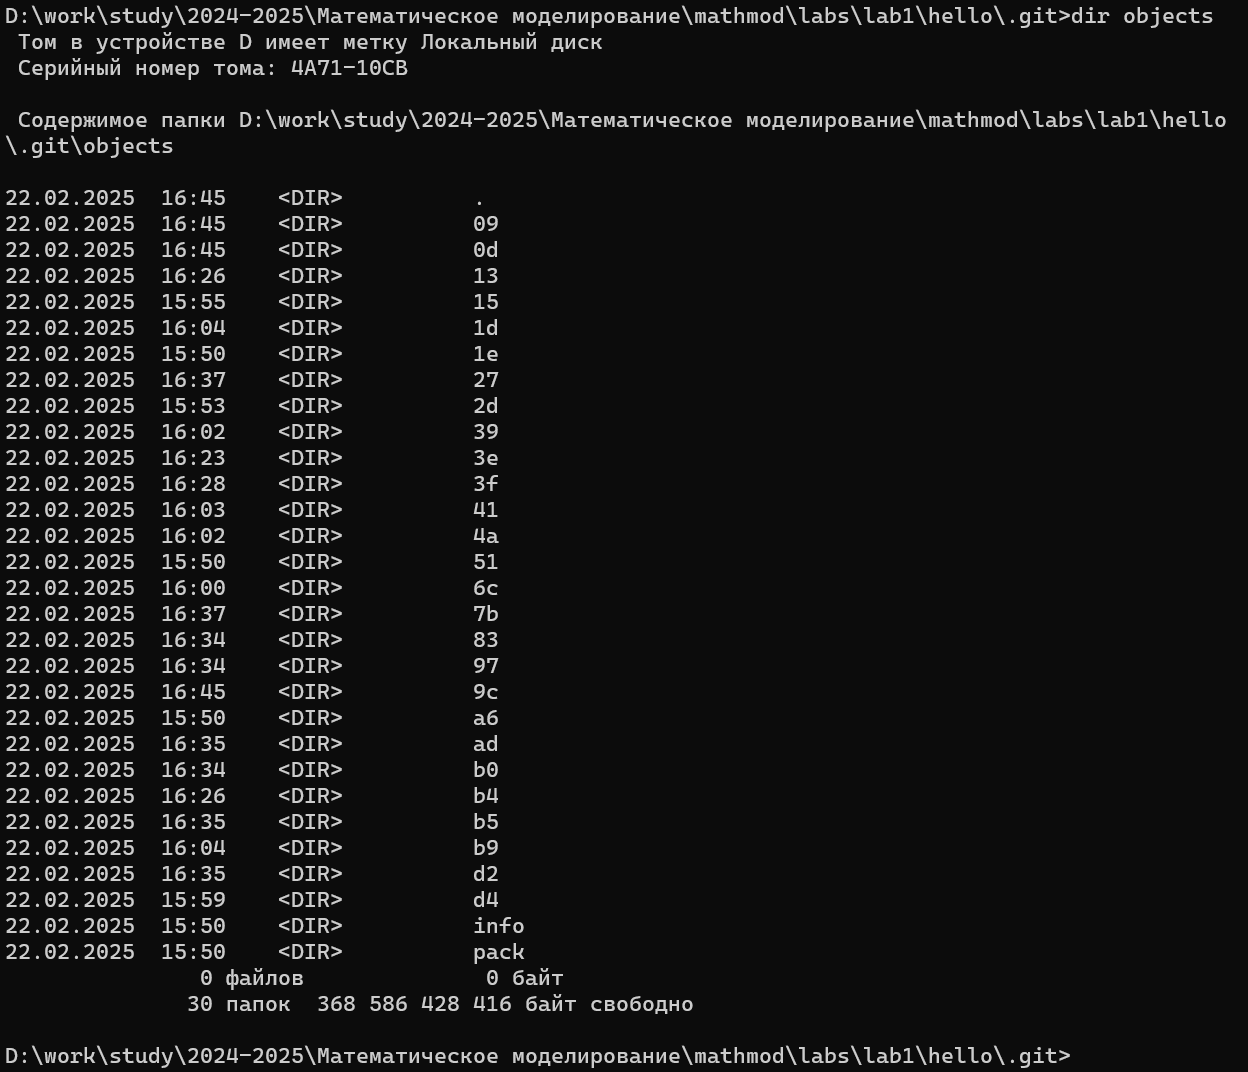 D:\work\study\2024-2025\Математическое моделирование\mathmod\labs\lab1\hello\.git>dir objects
 Том в устройстве D имеет метку Локальный диск
 Серийный номер тома: 4A71-10CB

 Содержимое папки D:\work\study\2024-2025\Математическое моделирование\mathmod\labs\lab1\hello
\.git\objects

22.02.2025  16:45    <DIR>          .
22.02.2025  16:45    <DIR>          09
22.02.2025  16:45    <DIR>          0d
22.02.2025  16:26    <DIR>          13
22.02.2025  15:55    <DIR>          15
22.02.2025  16:04    <DIR>          1d
22.02.2025  15:50    <DIR>          1e
22.02.2025  16:37    <DIR>          27
22.02.2025  15:53    <DIR>          2d
22.02.2025  16:02    <DIR>          39
22.02.2025  16:23    <DIR>          3e
22.02.2025  16:28    <DIR>          3f
22.02.2025  16:03    <DIR>          41
22.02.2025  16:02    <DIR>          4a
22.02.2025  15:50    <DIR>          51
22.02.2025  16:00    <DIR>          6c
22.02.2025  16:37    <DIR>          7b
22.02.2025  16:34    <DIR>          83
22.02.2025  16:34    <DIR>          97
22.02.2025  16:45    <DIR>          9c
22.02.2025  15:50    <DIR>          a6
22.02.2025  16:35    <DIR>          ad
22.02.2025  16:34    <DIR>          b0
22.02.2025  16:26    <DIR>          b4
22.02.2025  16:35    <DIR>          b5
22.02.2025  16:04    <DIR>          b9
22.02.2025  16:35    <DIR>          d2
22.02.2025  15:59    <DIR>          d4
22.02.2025  15:50    <DIR>          info
22.02.2025  15:50    <DIR>          pack
               0 файлов              0 байт
              30 папок  368 586 428 416 байт свободно

D:\work\study\2024-2025\Математическое моделирование\mathmod\labs\lab1\hello\.git>